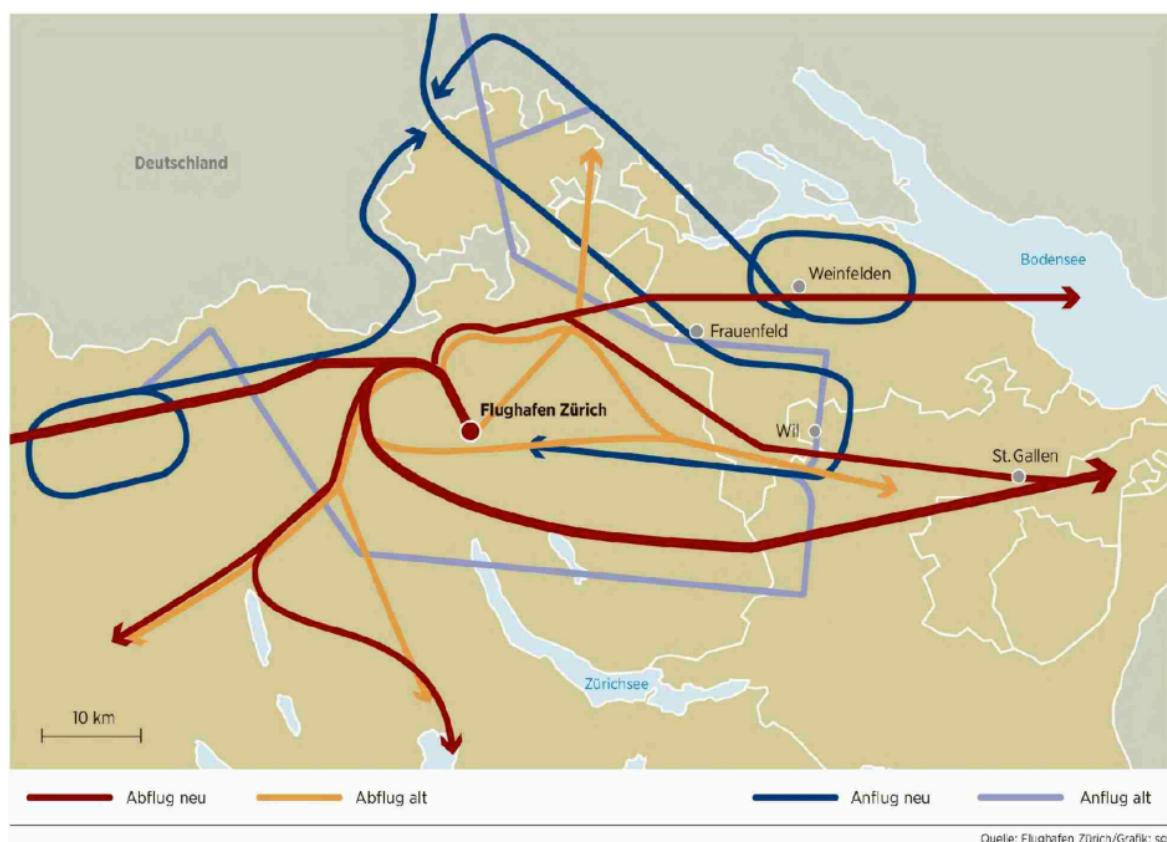 Deutschland
Bodensee
Weinfelden
Frauenfeld
Flughafen Zürich
Wil
St. Gallen
Zürichsee
10 km
Abflug neu
Abflug alt
Anflug neu
Anflug alt
Quelle: Flughafen Zürich/Grafik: